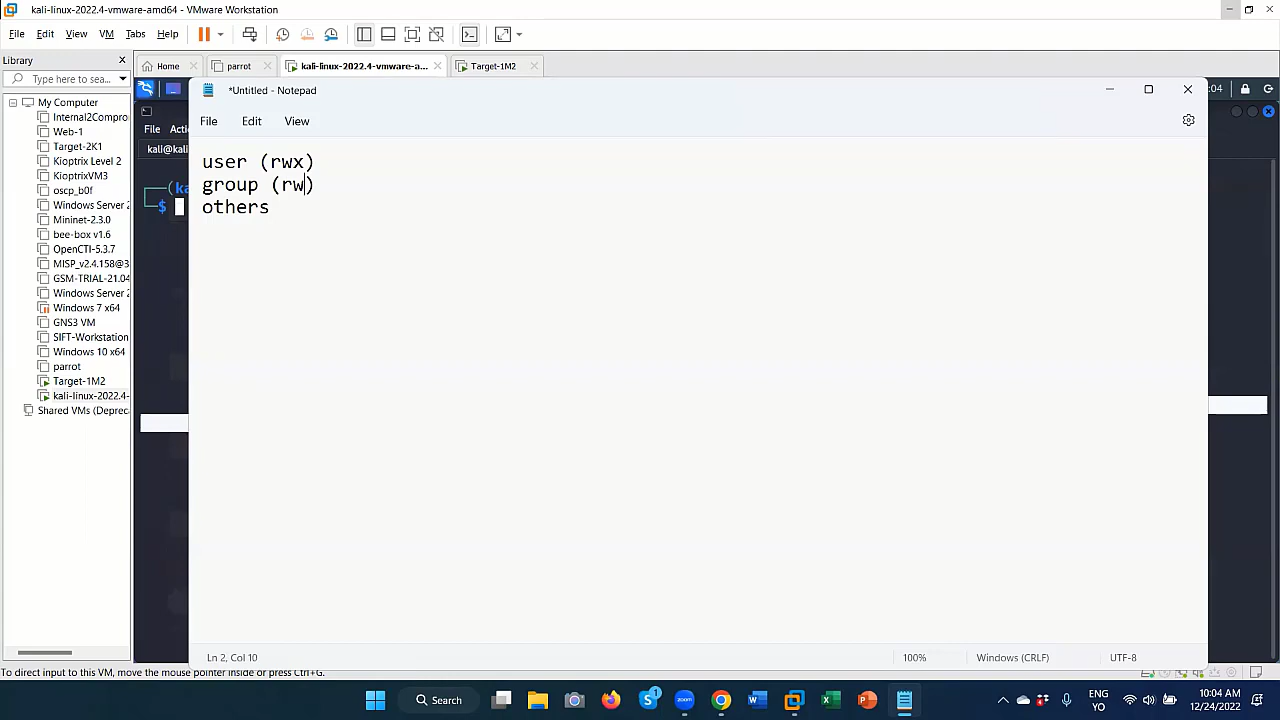 kali-linux-2022.4-vmware-amd64 - VMware Workstation
File Edit View VM Tabs Help
Library
Type here to sea...
Home
parrot
kali-linux-2022.4-vmware-a...
Target-1M2
My Computer
Internal2Compro
Web-1
Target-2K1
Kioptrix Level 2
KioptrixVM3
oscp_b0f
Windows Server 2
Mininet-2.3.0
bee-box v1.6
OpenCTI-5.3.7
MISP_v2.4.158@3
GSM-TRIAL-21.04
Windows Server 2
Windows 7 x64
GNS3 VM
SIFT-Workstation
Windows 10 x64
parrot
Target-1M2
kali-linux-2022.4-
Shared VMs (Deprec
:04
File Actio
kali@kali
(ka
$
*Untitled - Notepad
File Edit View
user (rwx)
group (rw)
others
Ln 2, Col 10
100%
Windows (CRLF)
UTF-8
To direct input to this VM, move the mouse pointer inside or press Ctrl+G.
Search
ENG
YO
10:04 AM
12/24/2022